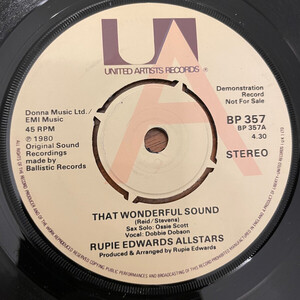 UA
UNITED ARTISTS RECORDS
Donna Music Ltd./
EMI Music
45 RPM
℗ 1980
Original Sound
Recordings
made by
Ballistic Records
Demonstration
Record
Not For Sale
BP 357
BP 357A
4.30
STEREO
THAT WONDERFUL SOUND
(Reid/Stevens)
Sax Solo: Ossie Scott
Vocal: Dobbie Dobson
RUPIE EDWARDS ALLSTARS
Produced and Arranged by Rupie Edwards